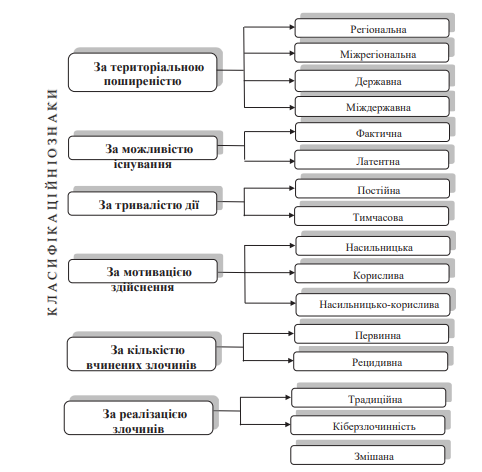 КЛАСИФІКАЦІЙНІ ОЗНАКИ
За територіальною
поширеністю
Регіональна
Міжрегіональна
Державна
Міждержавна
За можливістю
існування
Фактична
Латентна
За тривалістю дії
Постійна
Тимчасова
За мотивацією
здійснення
Насильницька
Корислива
Насильницько-корислива
За кількістю
вчинених злочинів
Первинна
Рецидивна
За реалізацією
злочинів
Традиційна
Кіберзлочинність
Змішана